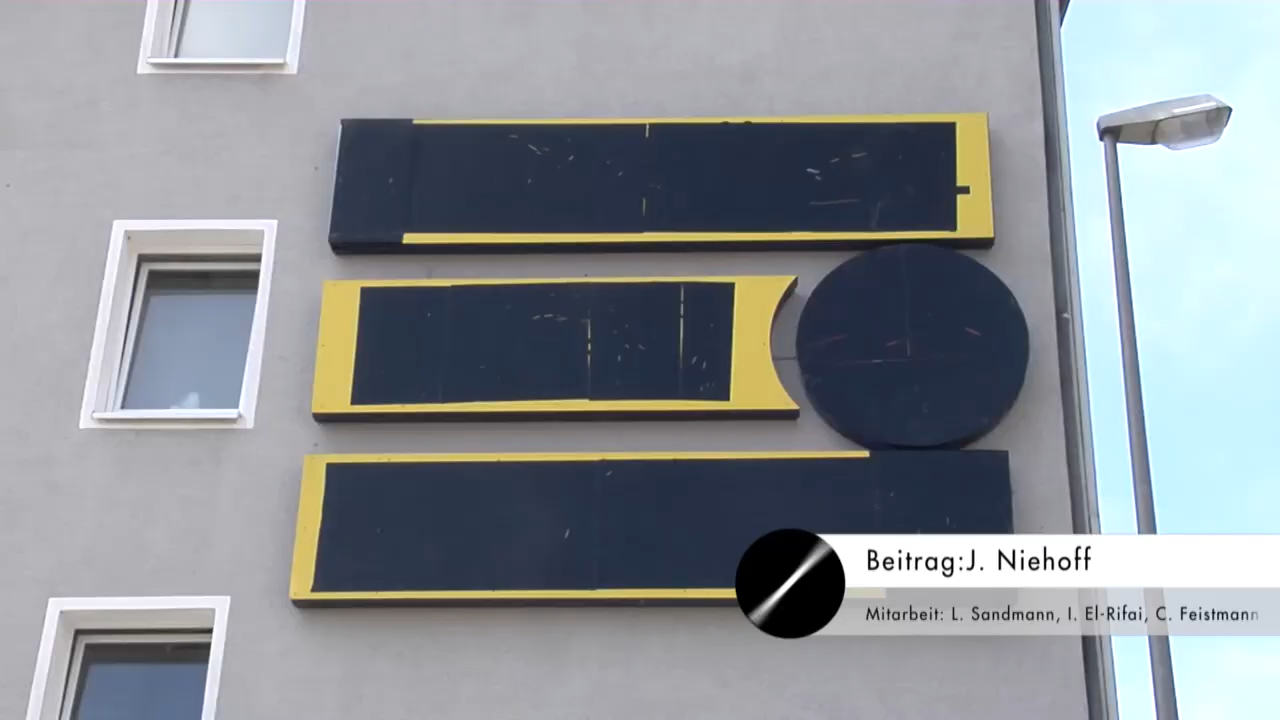 Beitrag:J. Niehoff
Mitarbeit: L. Sandmann, I. El-Rifai, C. Feistmann